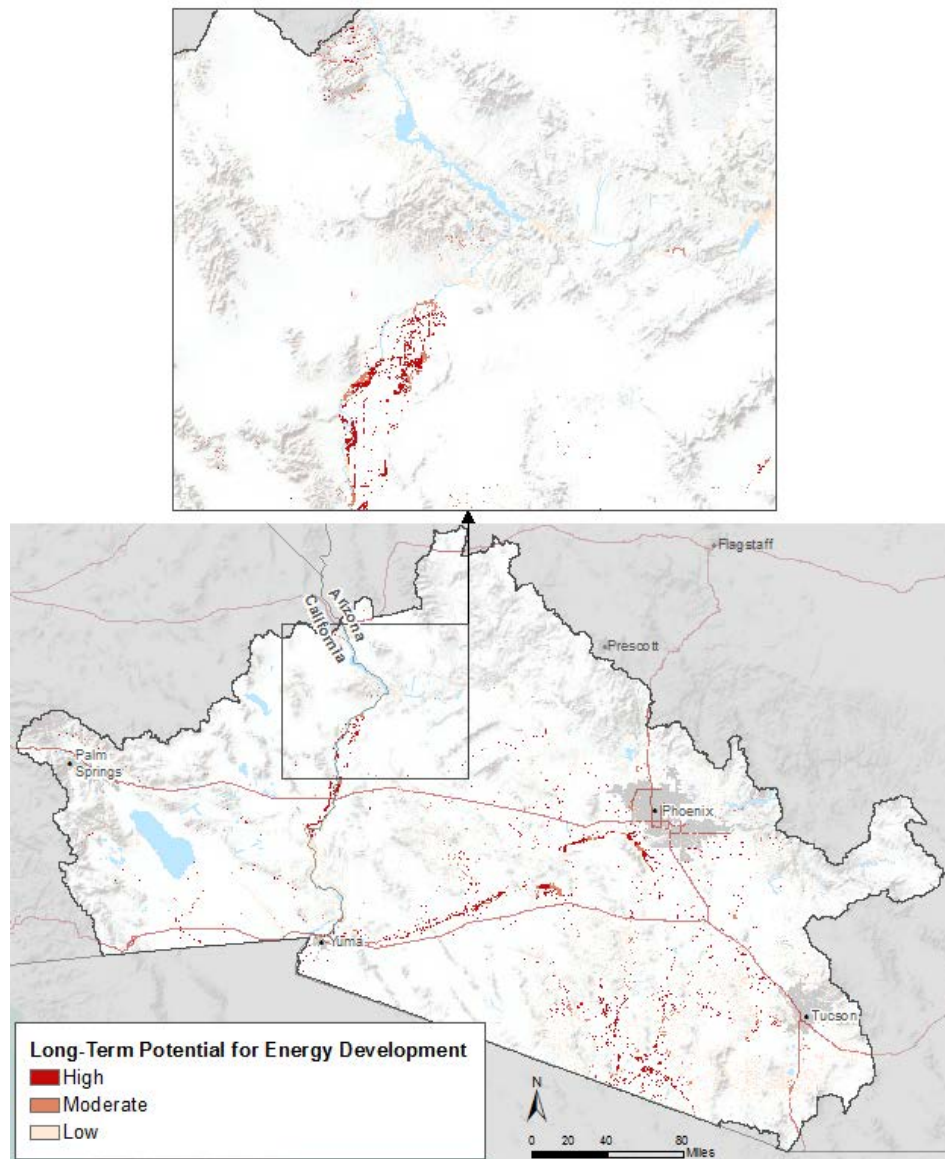 Flagstaff
Arizona
California
Prescott
Palm
Springs
Phoenix
Yuma
Tucson
Long-Term Potential for Energy Development
High
Moderate
Low
N
0 20 40 80
Miles